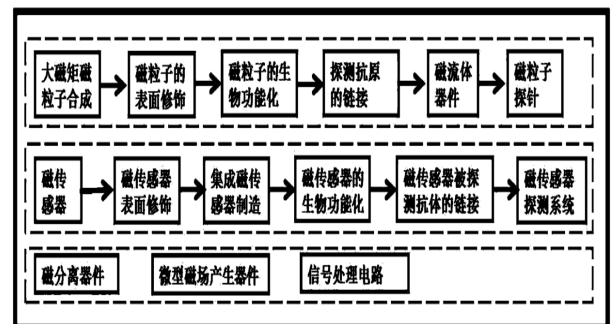 大磁矩磁
粒子合成
磁粒子的
表面修饰
磁粒子的生
物功能化
探测抗原
的链接
磁流体
器件
磁粒子
探针
磁传
感器
磁传感器
表面修饰
集成磁传
感器制造
磁传感器的
生物功能化
磁传感器被探
测抗体的链接
磁传感器
探测系统
磁分离器件
微型磁场产生器件
信号处理电路